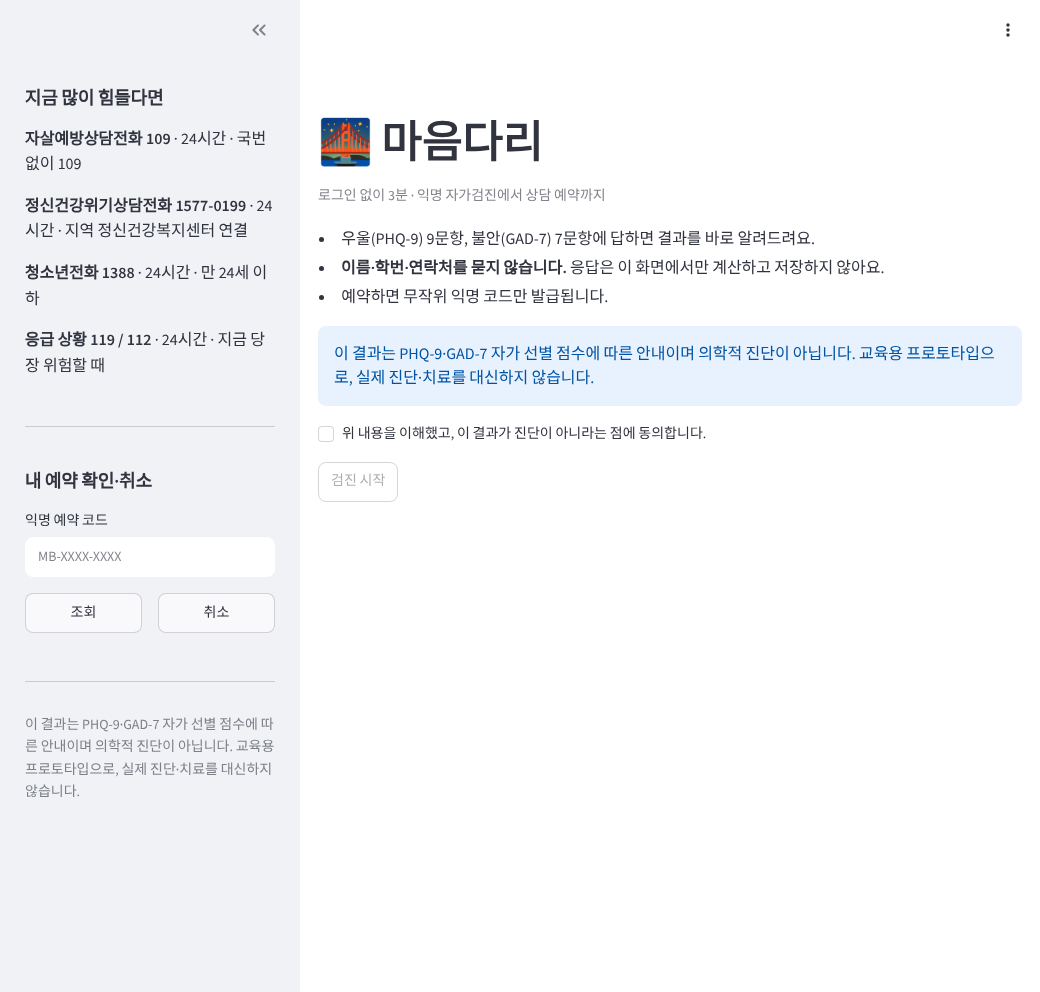 지금 많이 힘들다면
자살예방상담전화 109 · 24시간 · 국번
없이 109
정신건강위기상담전화 1577-0199 · 24
시간 · 지역 정신건강복지센터 연결
청소년전화 1388 · 24시간 · 만 24세 이
하
응급 상황 119 / 112 · 24시간 · 지금 당
장 위험할 때
내 예약 확인·취소
익명 예약 코드
MB-XXXX-XXXX
조회
취소
이 결과는 PHQ-9·GAD-7 자가 선별 점수에 따
른 안내이며 의학적 진단이 아닙니다. 교육용
프로토타입으로, 실제 진단·치료를 대신하지
않습니다.
마음다리
로그인 없이 3분 · 익명 자가검진에서 상담 예약까지
우울(PHQ-9) 9문항, 불안(GAD-7) 7문항에 답하면 결과를 바로 알려드려요.
이름·학번·연락처를 묻지 않습니다. 응답은 이 화면에서만 계산하고 저장하지 않아요.
예약하면 무작위 익명 코드만 발급됩니다.
이 결과는 PHQ-9·GAD-7 자가 선별 점수에 따른 안내이며 의학적 진단이 아닙니다. 교육용 프로토타입으
로, 실제 진단·치료를 대신하지 않습니다.
위 내용을 이해했고, 이 결과가 진단이 아니라는 점에 동의합니다.
검진 시작